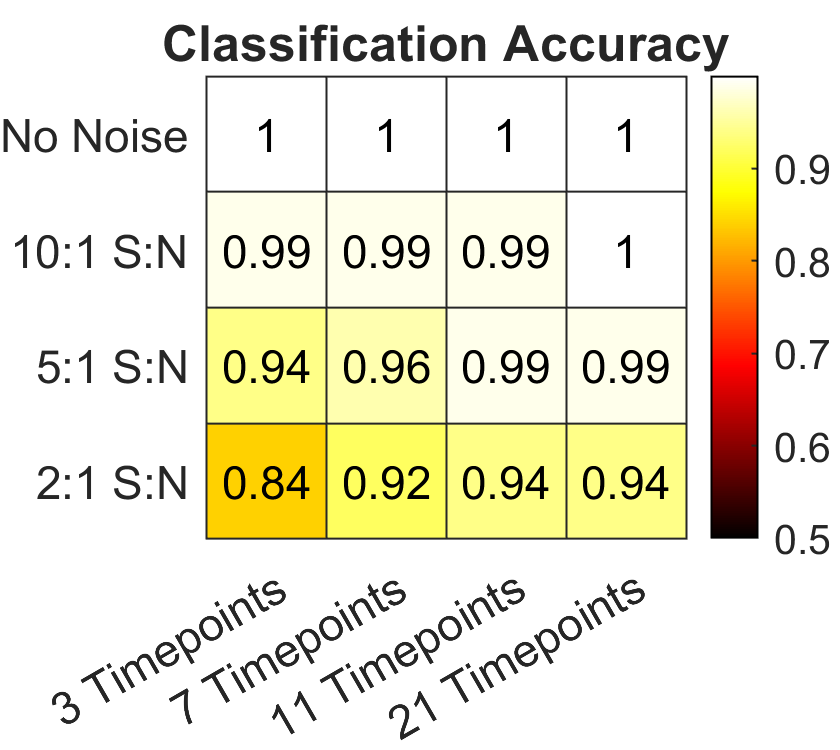 Classification Accuracy
No Noise 1 1 1 1
10:1 S:N 0.99 0.99 0.99 1
5:1 S:N 0.94 0.96 0.99 0.99
2:1 S:N 0.84 0.92 0.94 0.94
3 Timepoints
7 Timepoints
11 Timepoints
21 Timepoints
0.9
0.8
0.7
0.6
0.5